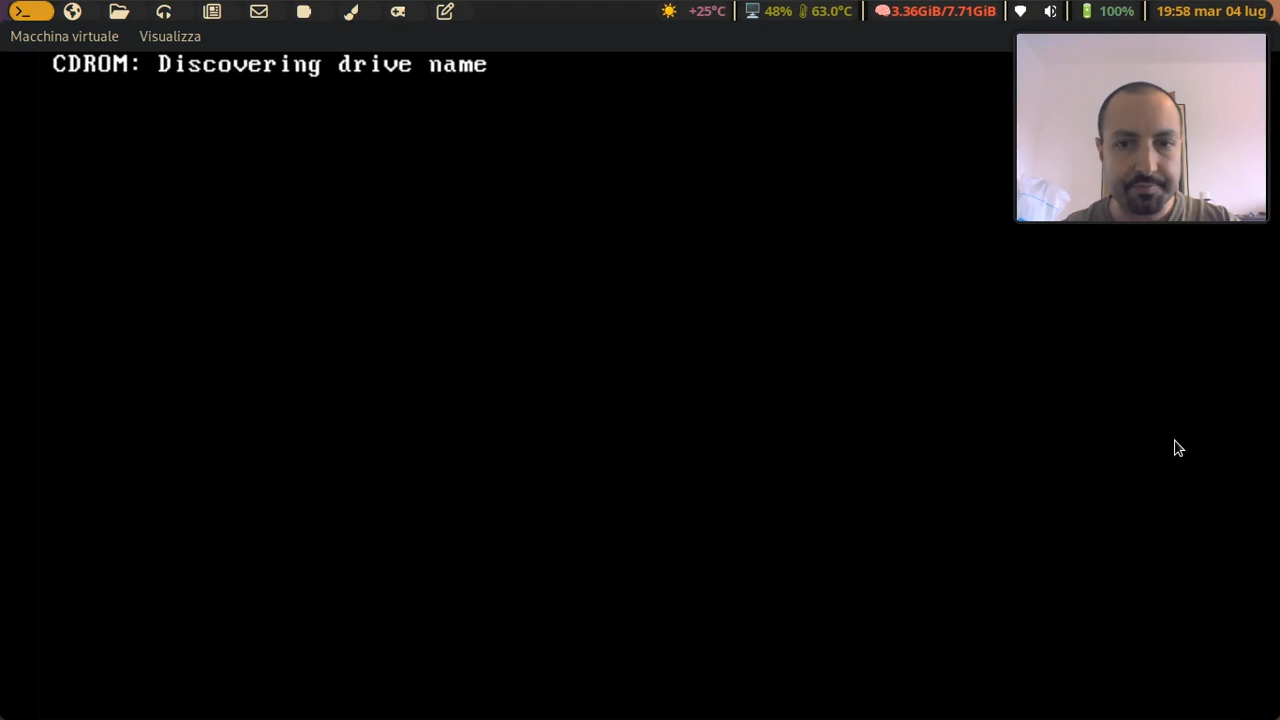 +25°C 48% 63.0°C 3.36GiB/7.71GiB 100% 19:58 mar 04 lug
Macchina virtuale Visualizza
CDROM: Discovering drive name